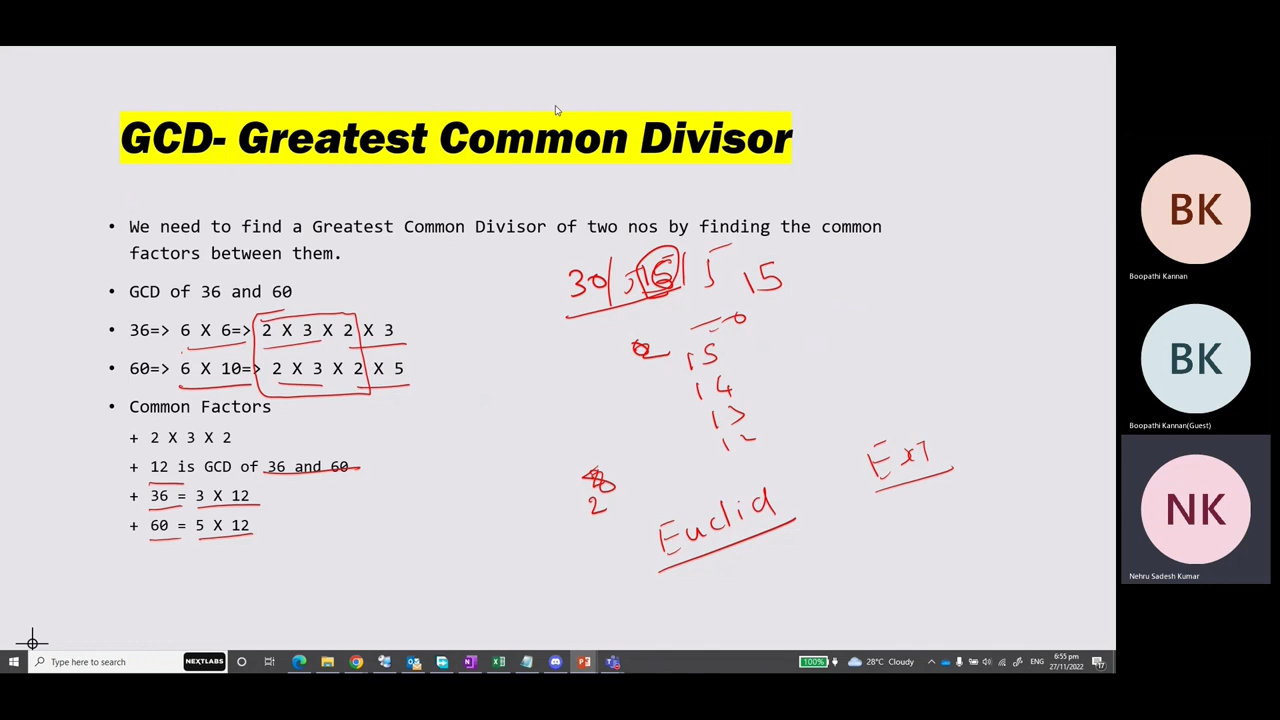 GCD- Greatest Common Divisor
• We need to find a Greatest Common Divisor of two nos by finding the common
factors between them.
• GCD of 36 and 60
• 36=> 6 X 6=> 2 X 3 X 2 X 3
• 60=> 6 X 10=> 2 X 3 X 2 X 5
• Common Factors
+ 2 X 3 X 2
+ 12 is GCD of 36 and 60
+ 36 = 3 X 12
+ 60 = 5 X 12
30 15
15
14
13
12
2
Euclid
Ext
BK
Boopathi Kannan
BK
Boopathi Kannan(Guest)
NK
Nehru Sadesh Kumar
Type here to search
NEXTLABS
100%
28°C Cloudy
ENG
6:55 pm
27/11/2022
17